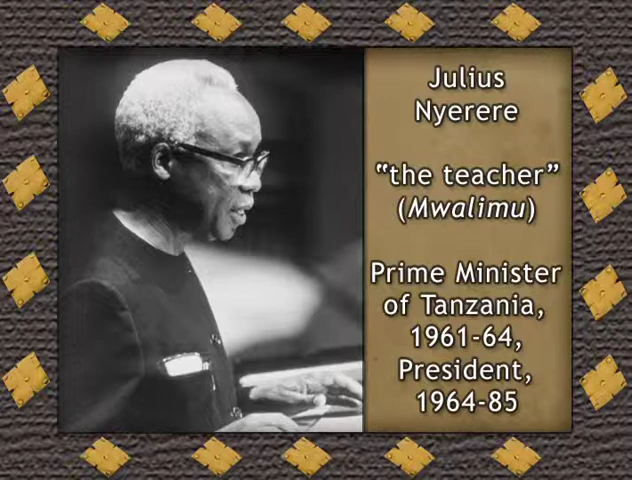 Julius
Nyerere
“the teacher”
(Mwalimu)
Prime Minister
of Tanzania,
1961-64,
President,
1964-85